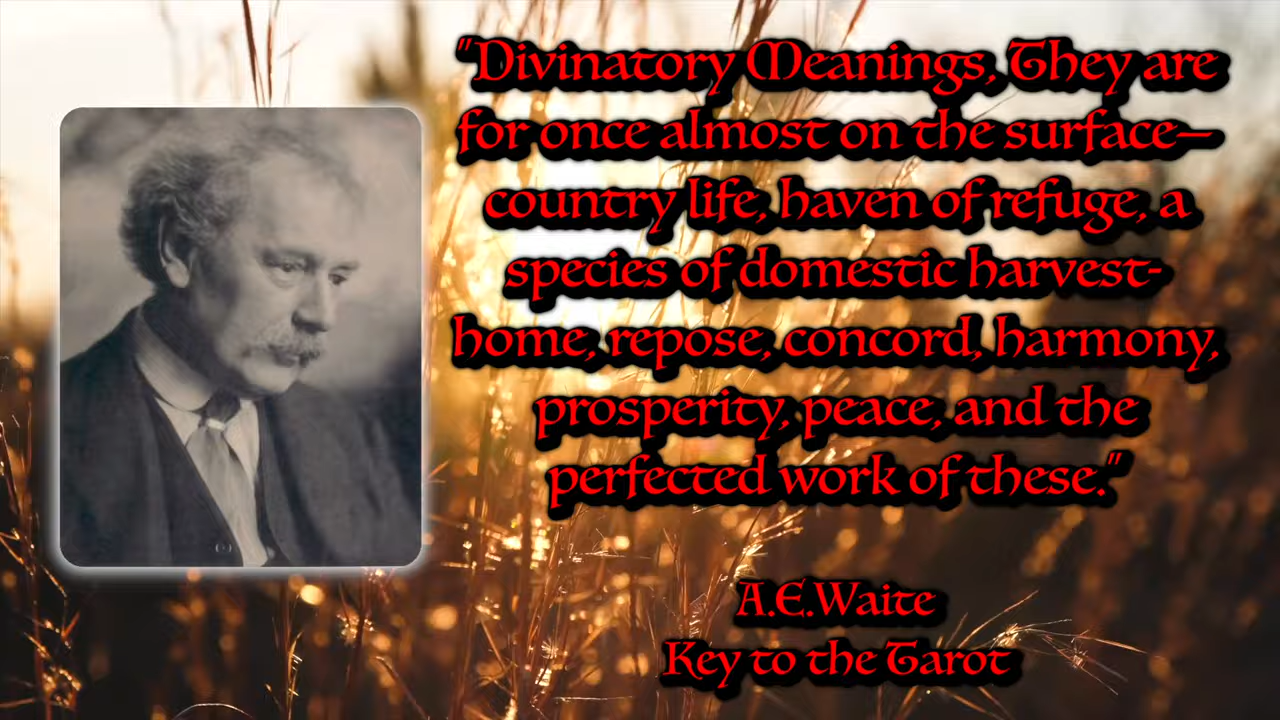 "Divinatory Meanings, They are
for once almost on the surface—
country life, haven of refuge, a
species of domestic harvest-
home, repose, concord, harmony,
prosperity, peace, and the
perfected work of these."
A.E.Waite
Key to the Tarot